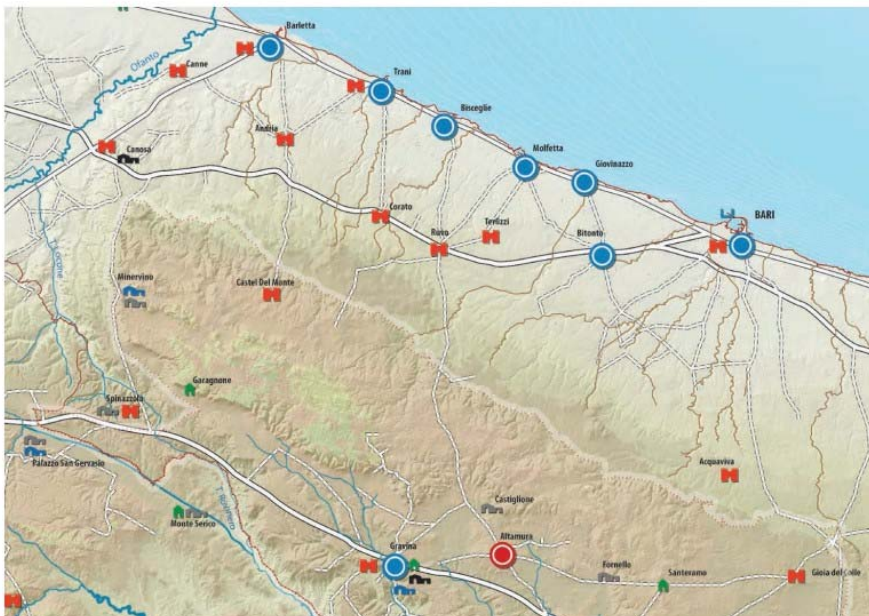 Barletta
Ofanto
Canne
Trani
Bisceglie
Andria
Molfetta
Canosa
Giovinazzo
Corato
BARI
Terlizzi
Ruvo
Bitonto
Locone
Minervino
Castel Del Monte
Garagnone
Spinazzola
Acquaviva
Palazzo San Gervasio
Castiglione
Monte Serico
Altamura
Gravina
Fornello
Santeramo
Gioia del Colle